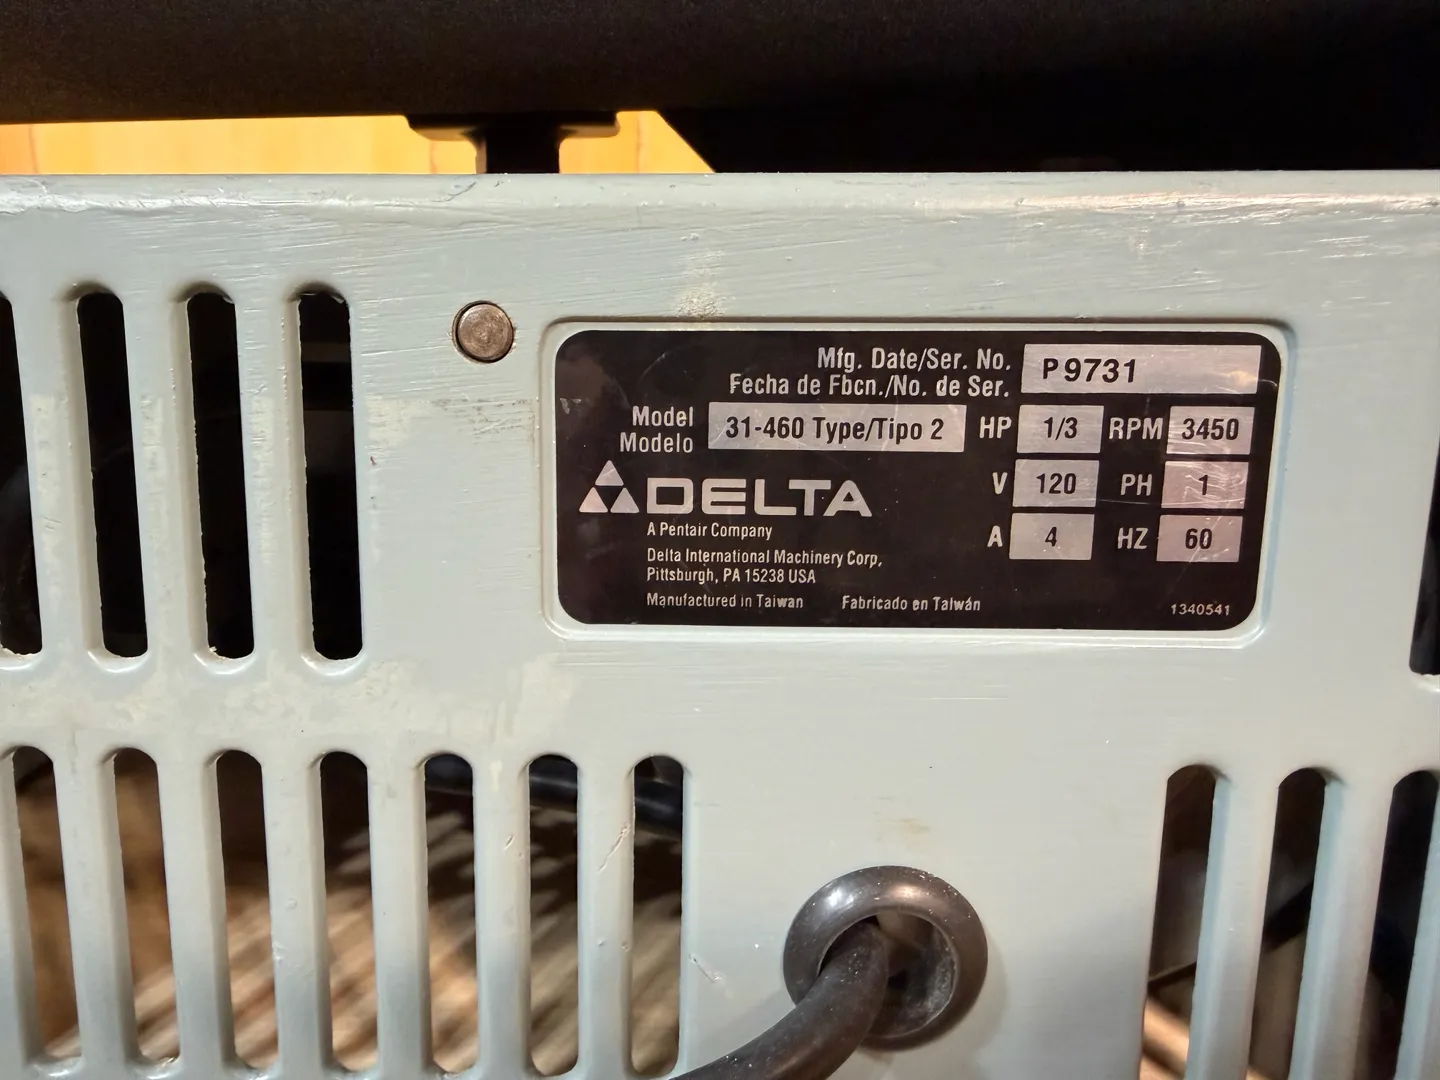 Mfg. Date/Ser. No.
Fecha de Fbcn./No. de Ser.
P9731
Model
Modelo
31-460 Type/Tipo 2
HP 1/3 RPM 3450
V 120 PH 1
A 4 HZ 60
DELTA
A Pentair Company
Delta International Machinery Corp,
Pittsburgh, PA 15238 USA
Manufactured in Taiwan Fabricado en Taiwán
1340541